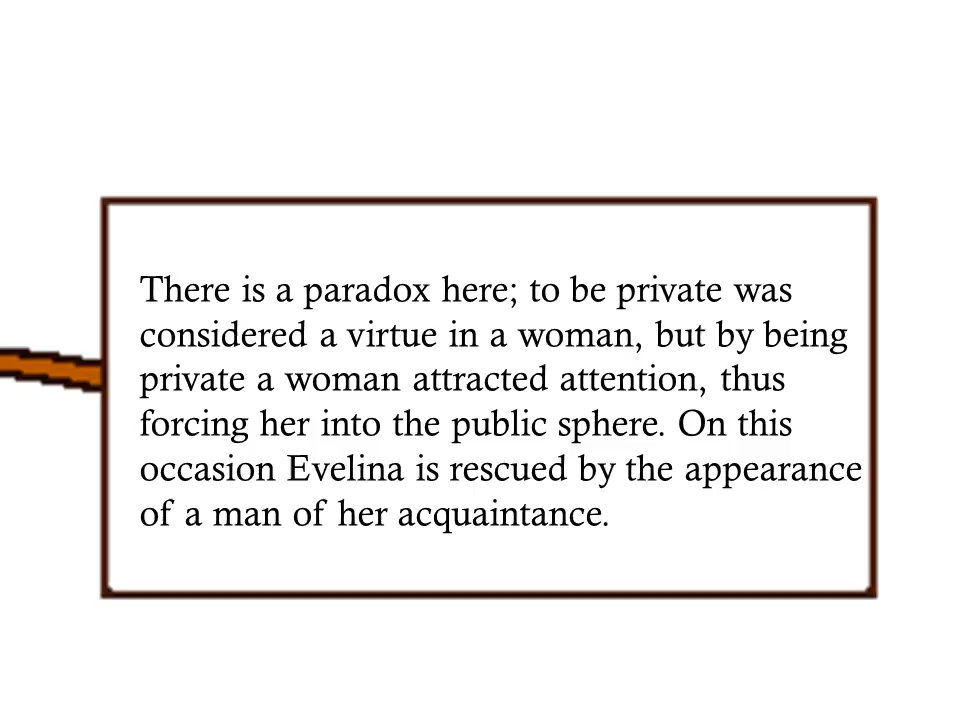 There is a paradox here; to be private was
considered a virtue in a woman, but by being
private a woman attracted attention, thus
forcing her into the public sphere. On this
occasion Evelina is rescued by the appearance
of a man of her acquaintance.